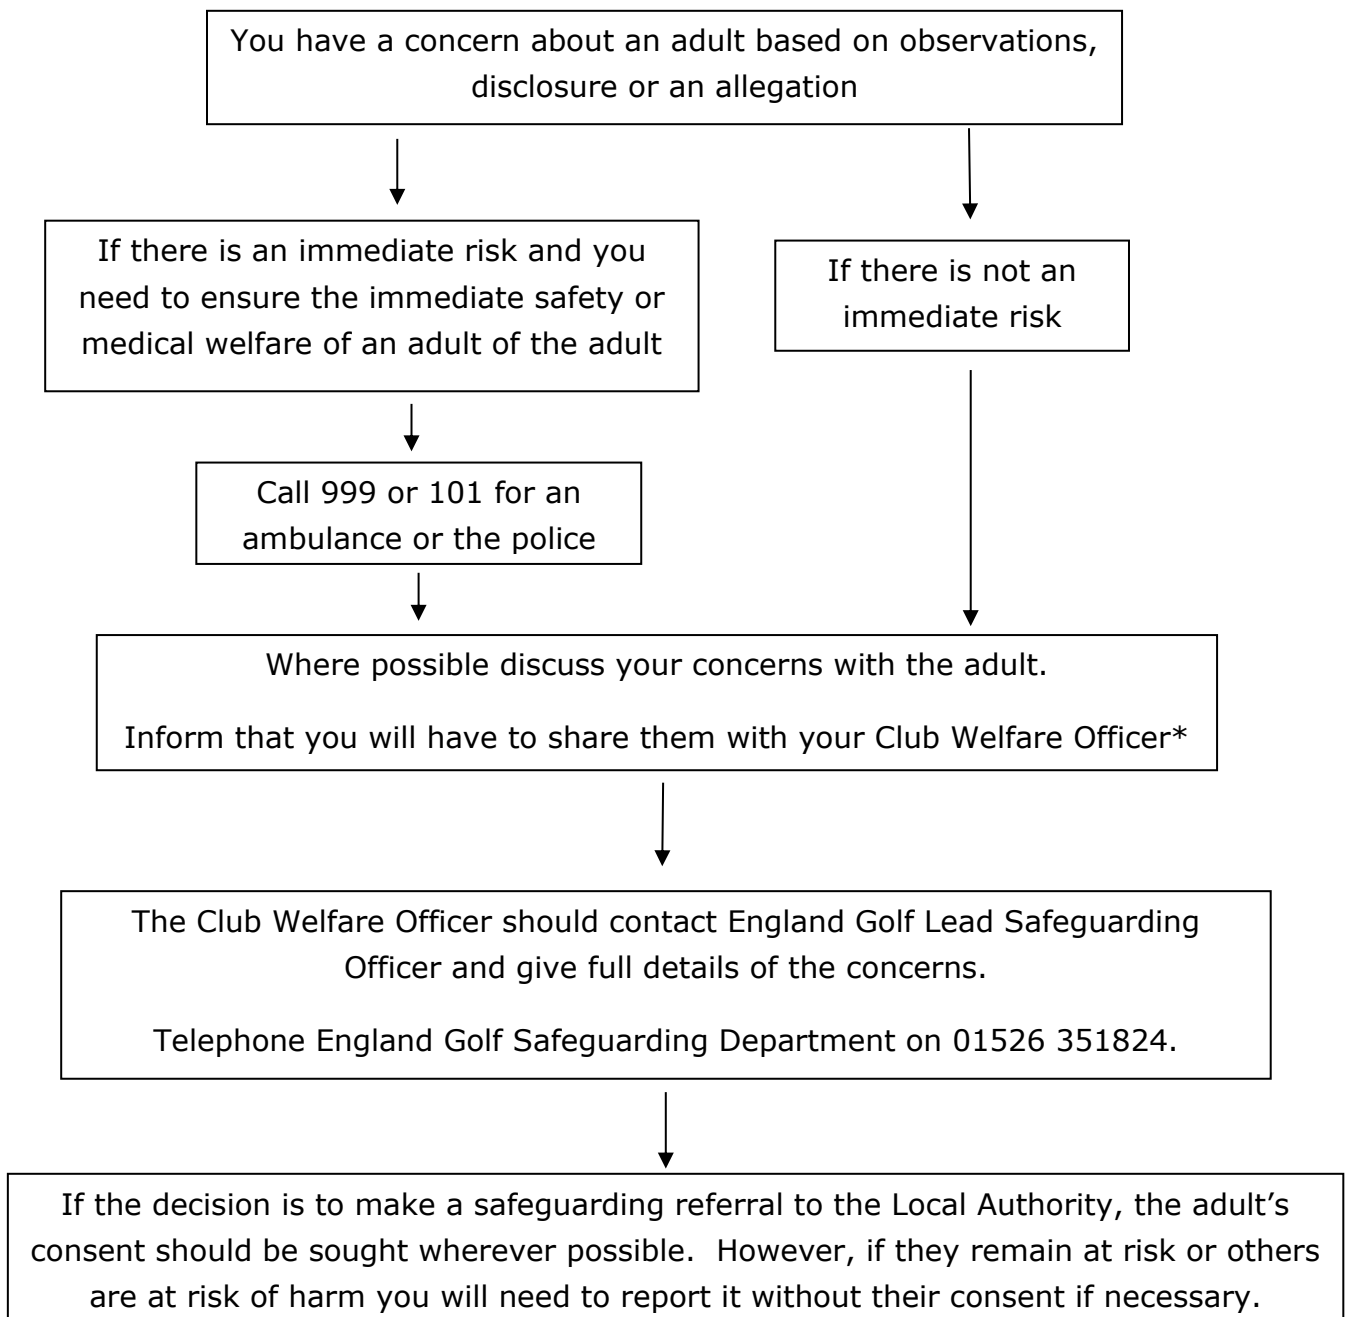 You have a concern about an adult based on observations,
disclosure or an allegation
If there is an immediate risk and you
need to ensure the immediate safety or
medical welfare of an adult of the adult
If there is not an
immediate risk
Call 999 or 101 for an
ambulance or the police
Where possible discuss your concerns with the adult.
Inform that you will have to share them with your Club Welfare Officer*
The Club Welfare Officer should contact England Golf Lead Safeguarding
Officer and give full details of the concerns.
Telephone England Golf Safeguarding Department on 01526 351824.
If the decision is to make a safeguarding referral to the Local Authority, the adult’s
consent should be sought wherever possible.  However, if they remain at risk or others
are at risk of harm you will need to report it without their consent if necessary.